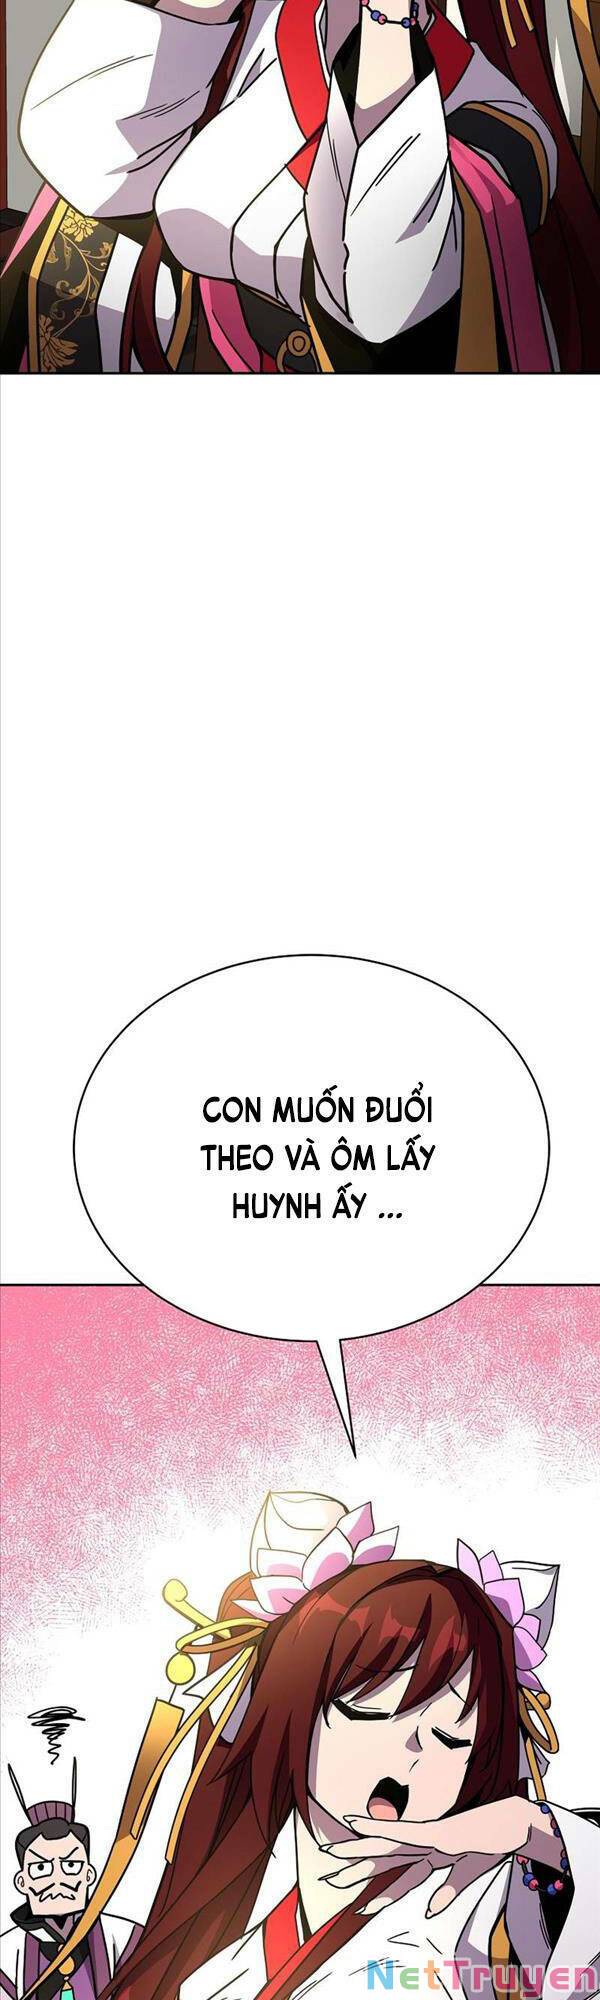 CON MUỐN ĐUỔI
THEO VÀ ÔM LẤY
HUYNH ẤY ...
NetTruyen